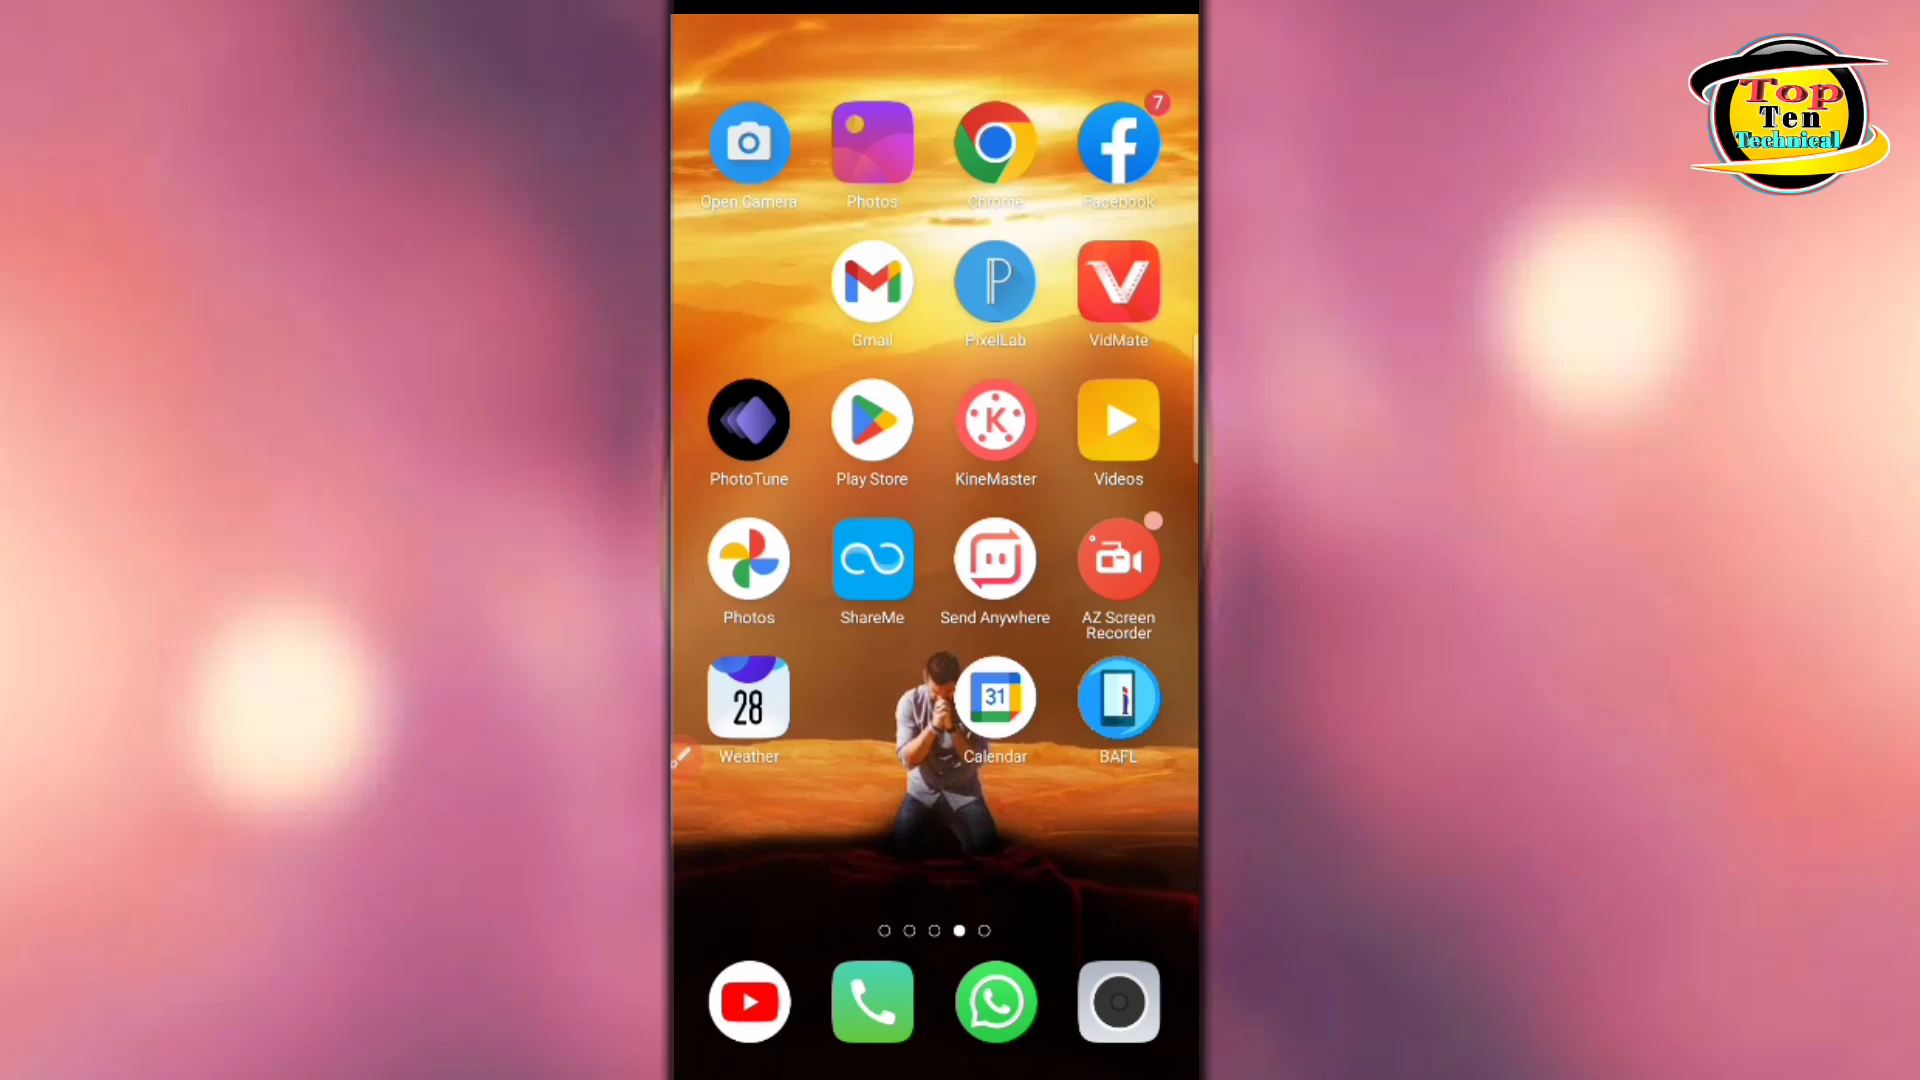 Top
Ten
Technical
7
Open Camera
Photos
Chrome
Facebook
Gmail
P
PixelLab
V
VidMate
PhotoTune
Play Store
K
KineMaster
Videos
Photos
ShareMe
Send Anywhere
AZ Screen
Recorder
28
Weather
31
Calendar
i
BAFL